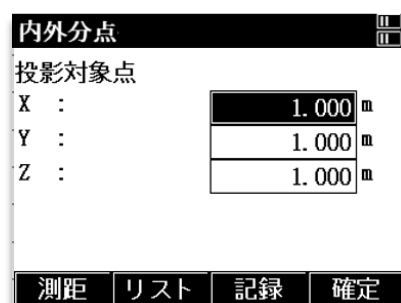 内外分点
投影対象点
X : 1.000 m
Y : 1.000 m
Z : 1.000 m
測距 リスト 記録 確定